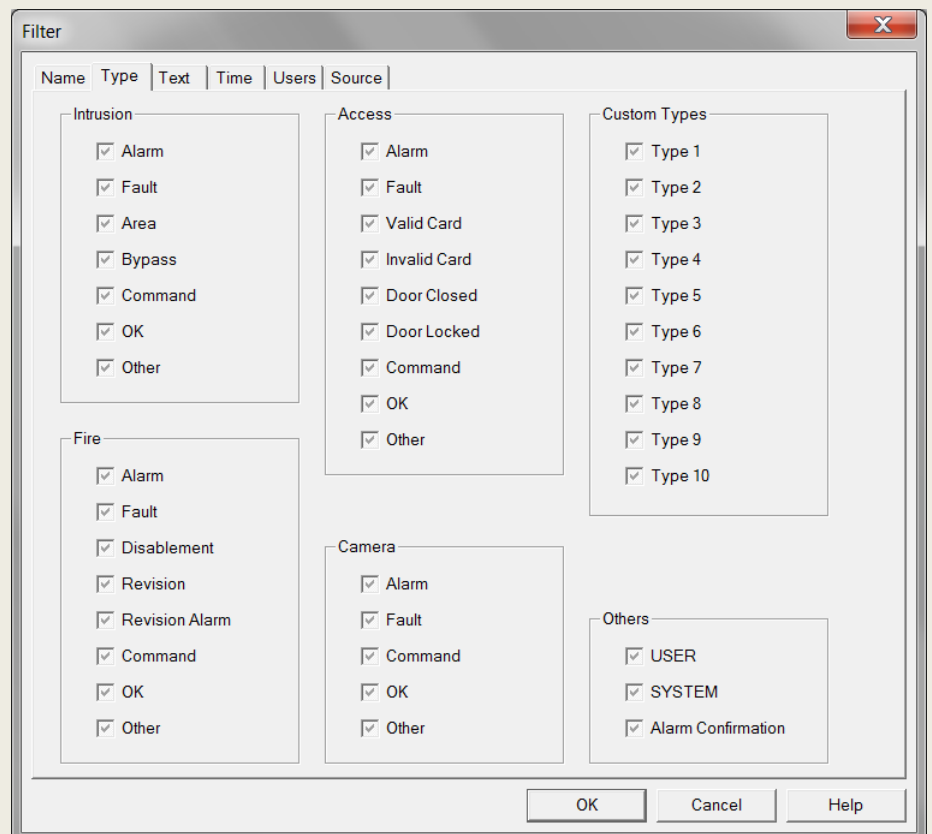 Filter
Name Type Text Time Users Source
Intrusion
Alarm
Fault
Area
Bypass
Command
OK
Other
Fire
Alarm
Fault
Disablement
Revision
Revision Alarm
Command
OK
Other
Access
Alarm
Fault
Valid Card
Invalid Card
Door Closed
Door Locked
Command
OK
Other
Camera
Alarm
Fault
Command
OK
Other
Custom Types
Type 1
Type 2
Type 3
Type 4
Type 5
Type 6
Type 7
Type 8
Type 9
Type 10
Others
USER
SYSTEM
Alarm Confirmation
OK Cancel Help